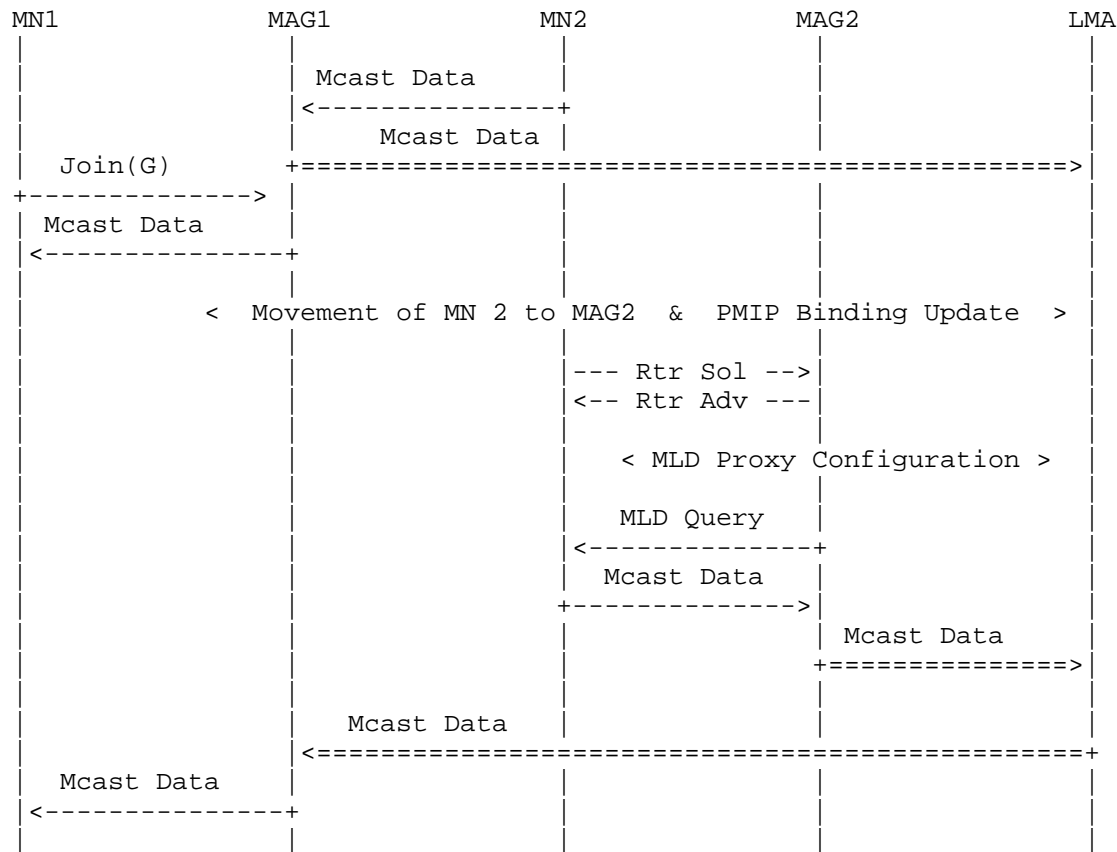 MN1 MAG1 MN2 MAG2 LMA
Mcast Data
Mcast Data
Join(G)
Mcast Data
< Movement of MN 2 to MAG2 & PMIP Binding Update >
--- Rtr Sol -->
<-- Rtr Adv ---
< MLD Proxy Configuration >
MLD Query
Mcast Data
Mcast Data
Mcast Data
Mcast Data